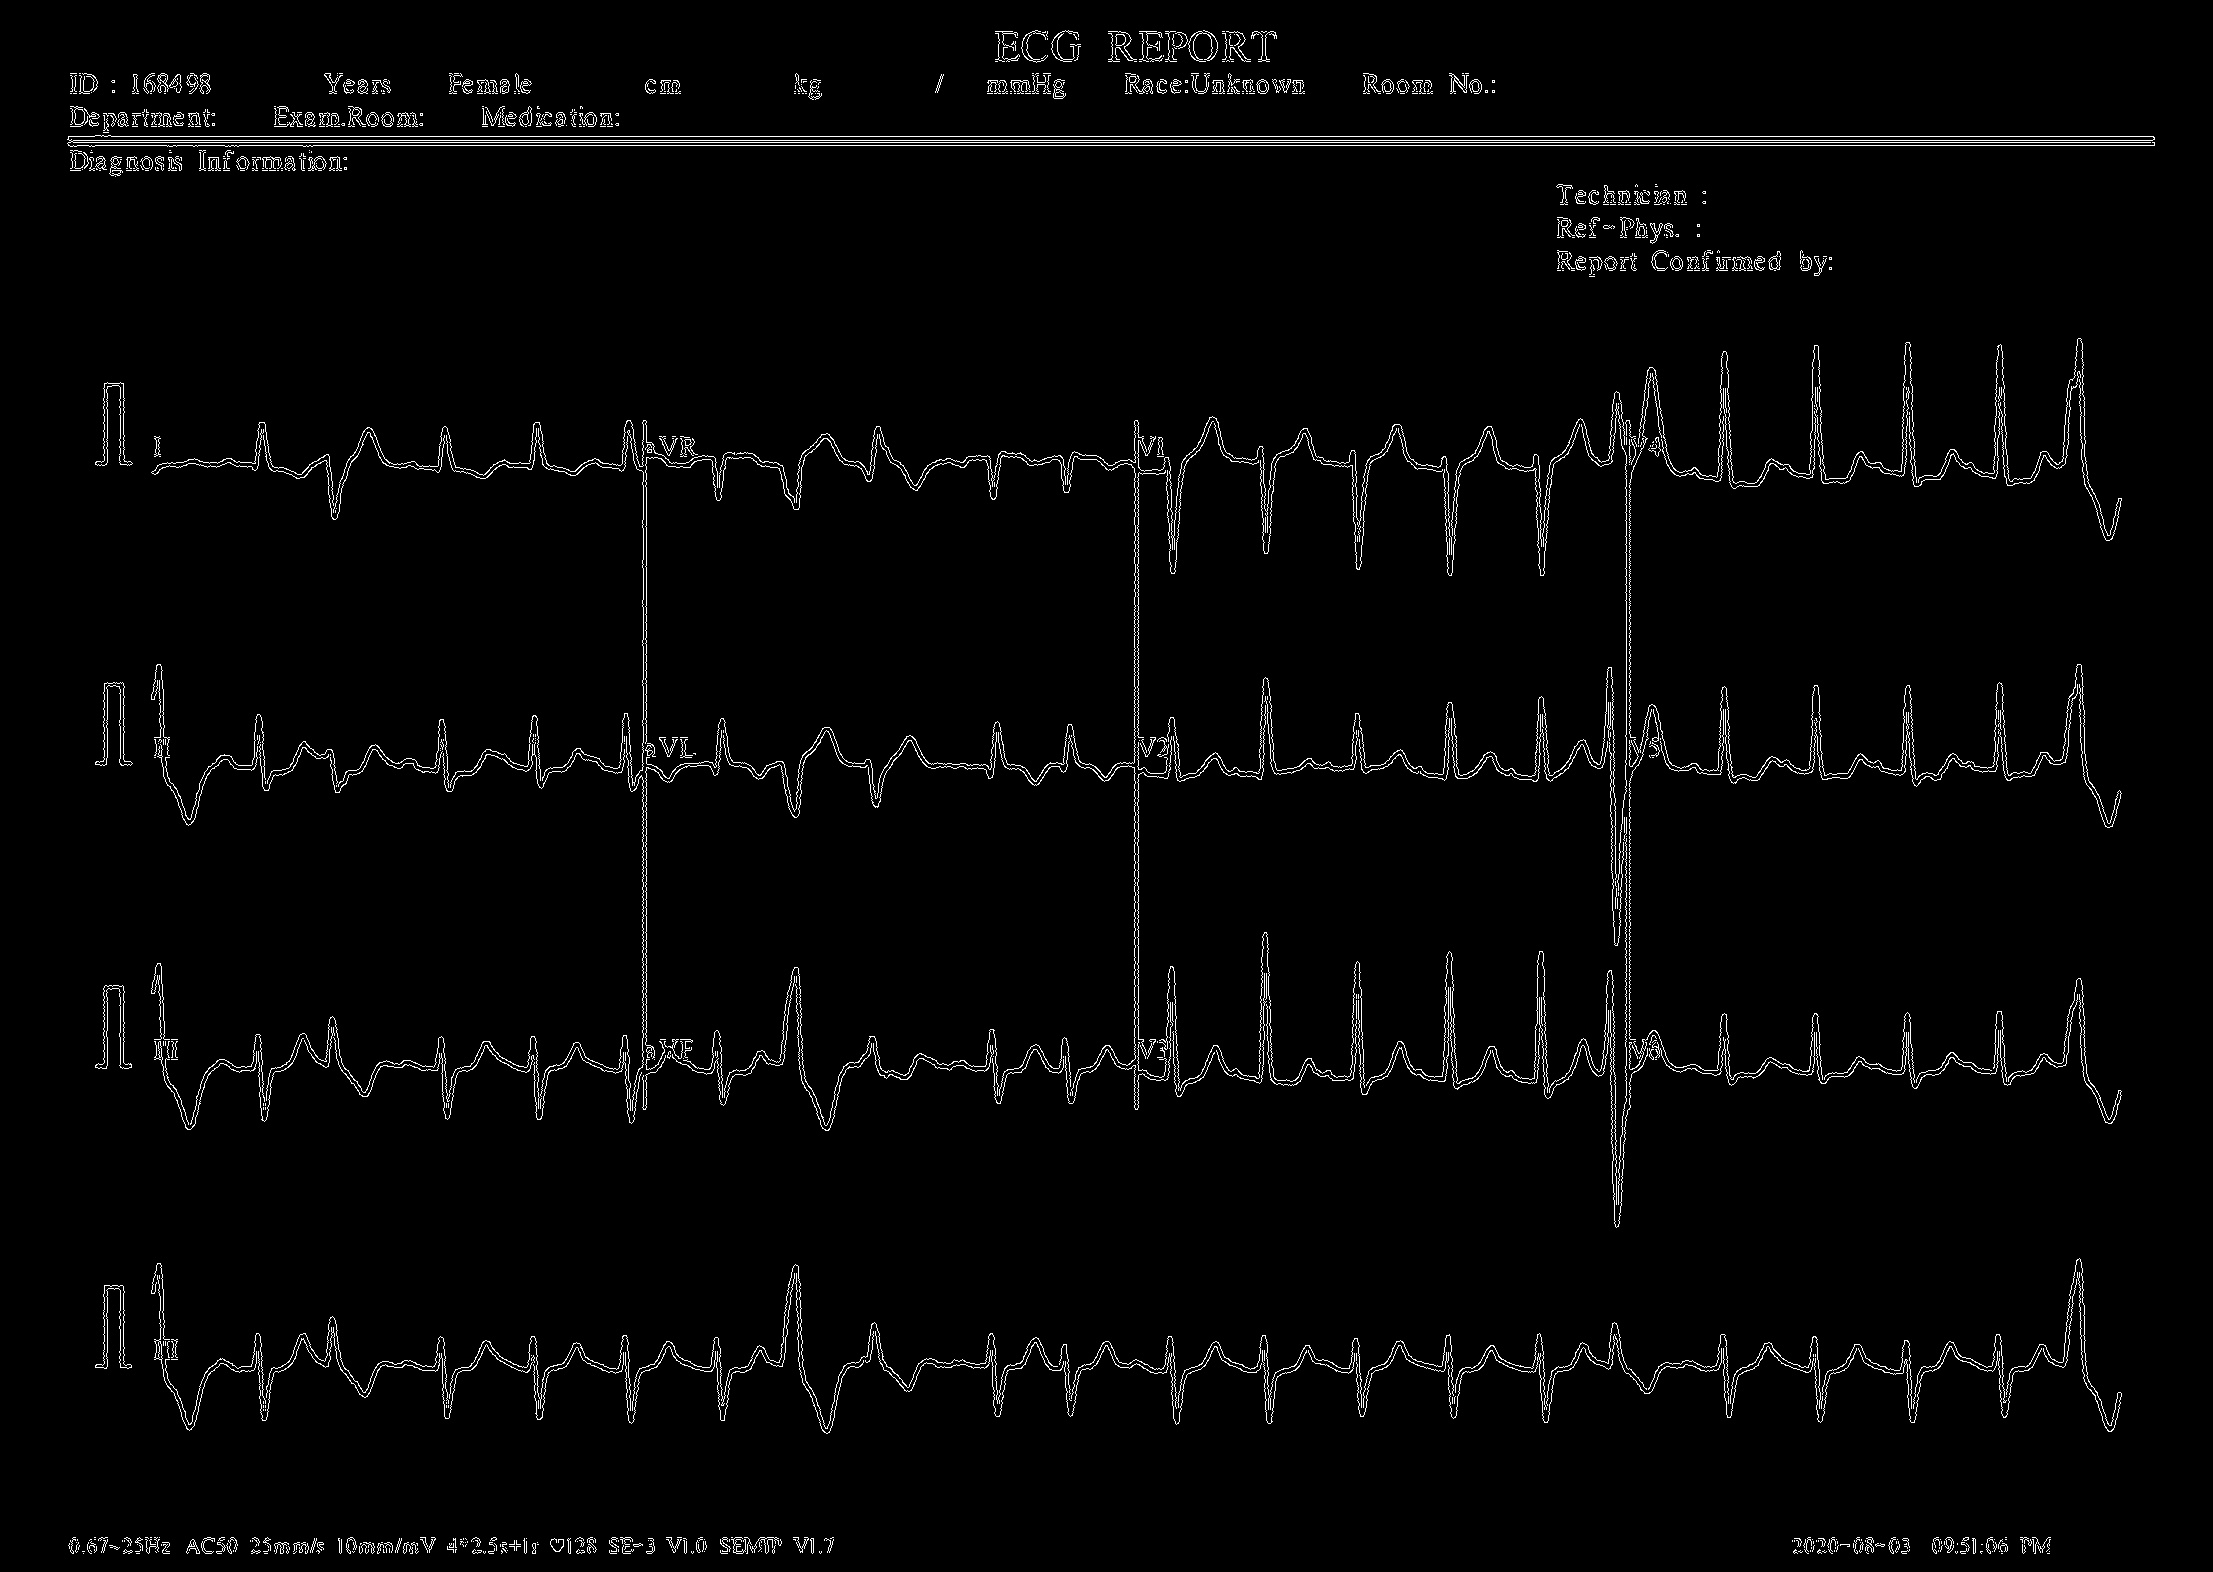 ECG REPORT
ID : 168498 Years Female cm kg / mmHg Race:Unknown Room No.:
Department: Exam.Room: Medication:
Diagnosis Information:
Technician :
Ref-Phys. :
Report Confirmed by:
I aVR V1 V4
II aVL V2 V5
III aVF V3 V6
III
0.67~25Hz AC50 25mm/s 10mm/mV 4*2.5s+1r ♡128 SE-3 V1.0 SEMIP V1.7 2020-08-03 09:51:06 PM